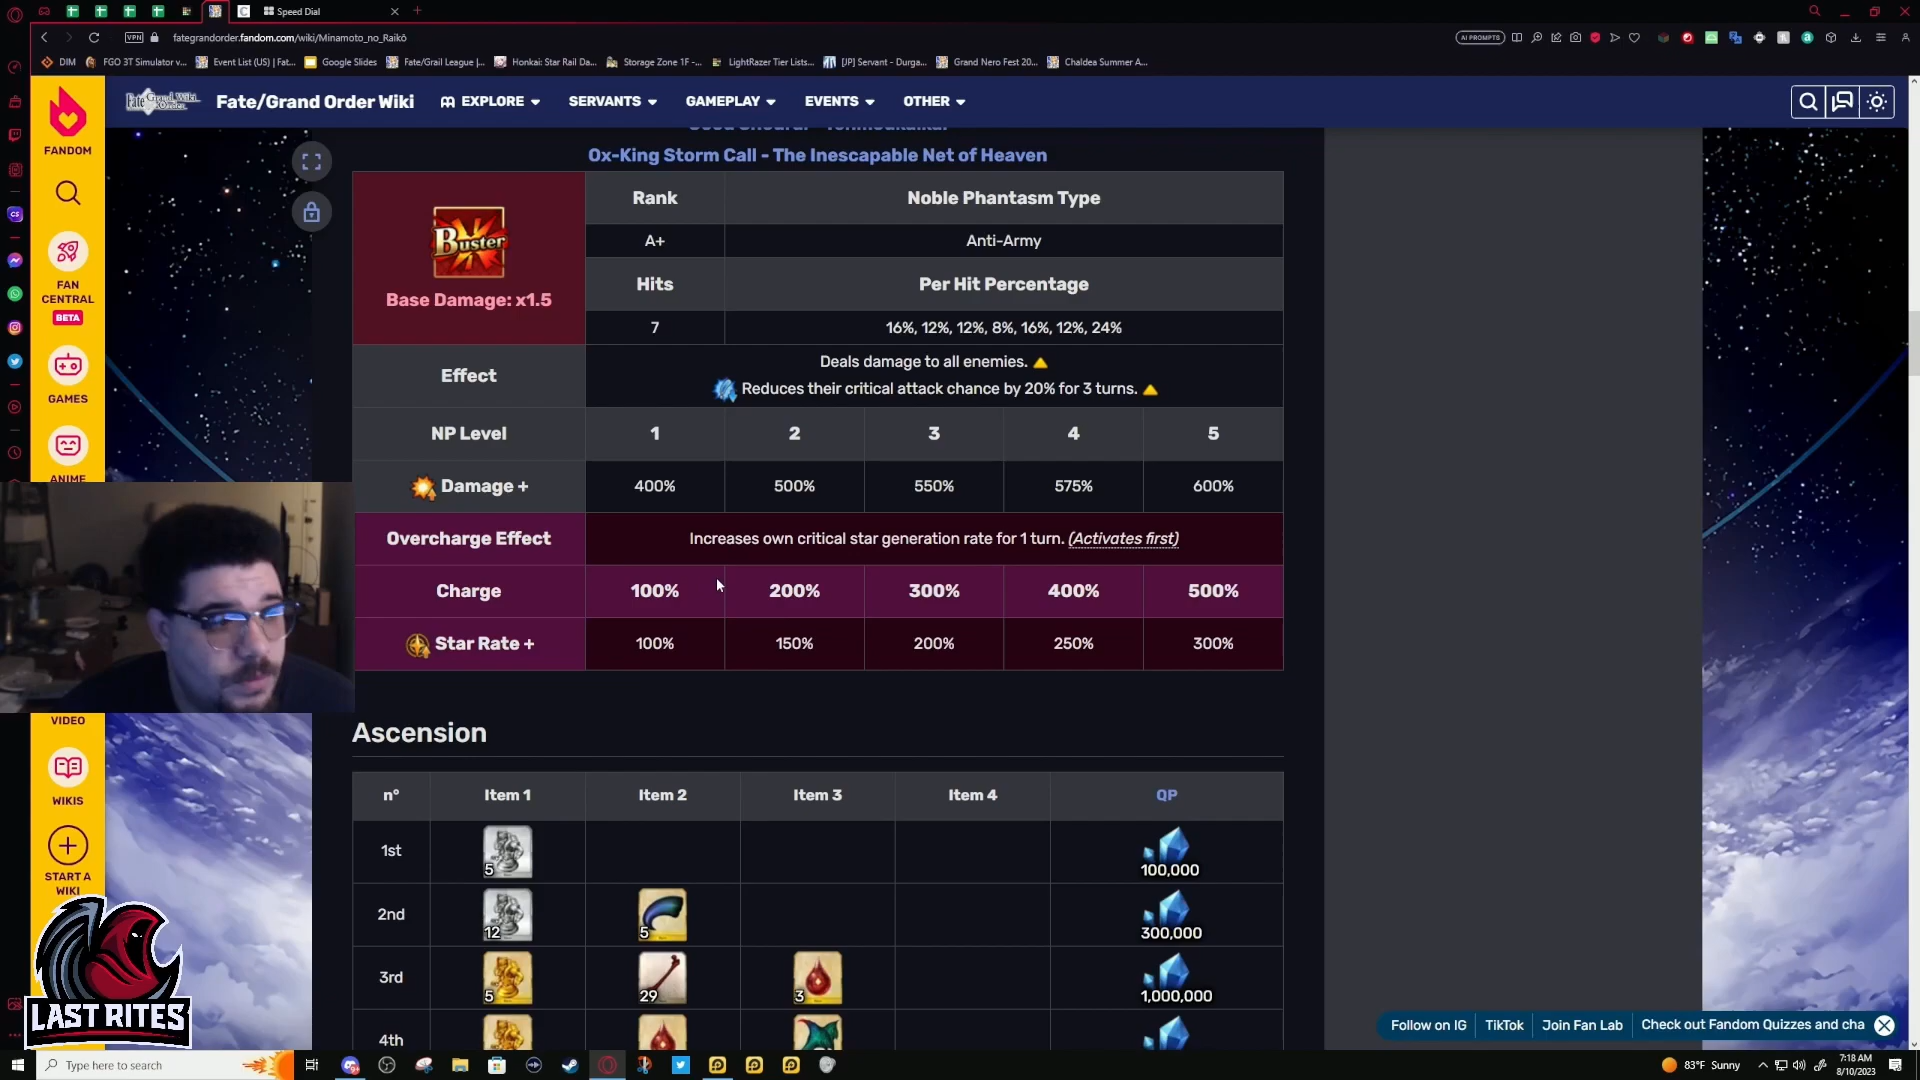 Speed Dial
VPN
fategrandorder.fandom.com/wiki/Minamoto_no_Raikō
AI PROMPTS
DIM
FGO 3T Simulator v...
Event List (US) | Fat...
Google Slides
Fate/Grail League |...
Honkai: Star Rail Da...
Storage Zone 1F -...
LightRazer Tier Lists...
[JP] Servant - Durga...
Grand Nero Fest 20...
Chaldea Summer A...
FANDOM
Fate/Grand Order Wiki
EXPLORE
SERVANTS
GAMEPLAY
EVENTS
OTHER
FAN CENTRAL
BETA
GAMES
ANIME
VIDEO
WIKIS
START A WIKI
Ox-King Storm Call - The Inescapable Net of Heaven
Buster
Base Damage: x1.5
Rank
Noble Phantasm Type
A+
Anti-Army
Hits
Per Hit Percentage
7
16%, 12%, 12%, 8%, 16%, 12%, 24%
Effect
Deals damage to all enemies.
Reduces their critical attack chance by 20% for 3 turns.
NP Level 1 2 3 4 5
Damage + 400% 500% 550% 575% 600%
Overcharge Effect
Increases own critical star generation rate for 1 turn. (Activates first)
Charge 100% 200% 300% 400% 500%
Star Rate + 100% 150% 200% 250% 300%
Ascension
n° Item 1 Item 2 Item 3 Item 4 QP
1st 5 100,000
2nd 12 5 300,000
3rd 5 29 3 1,000,000
4th
LAST RITES
Follow on IG
TikTok
Join Fan Lab
Check out Fandom Quizzes and cha
Type here to search
83°F Sunny
7:18 AM
8/10/2023